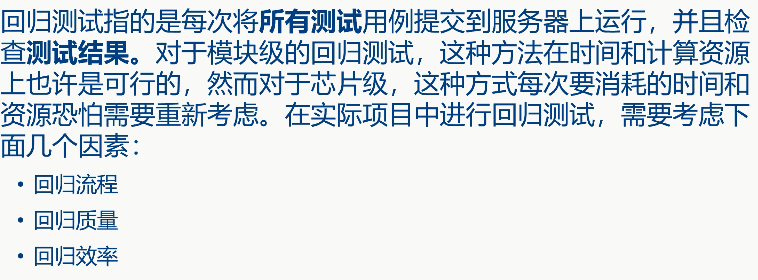 回归测试指的是每次将所有测试用例提交到服务器上运行，并且检
查测试结果。对于模块级的回归测试，这种方法在时间和计算资源
上也许是可行的，然而对于芯片级，这种方式每次要消耗的时间和
资源恐怕需要重新考虑。在实际项目中进行回归测试，需要考虑下
面几个因素：
• 回归流程
• 回归质量
• 回归效率